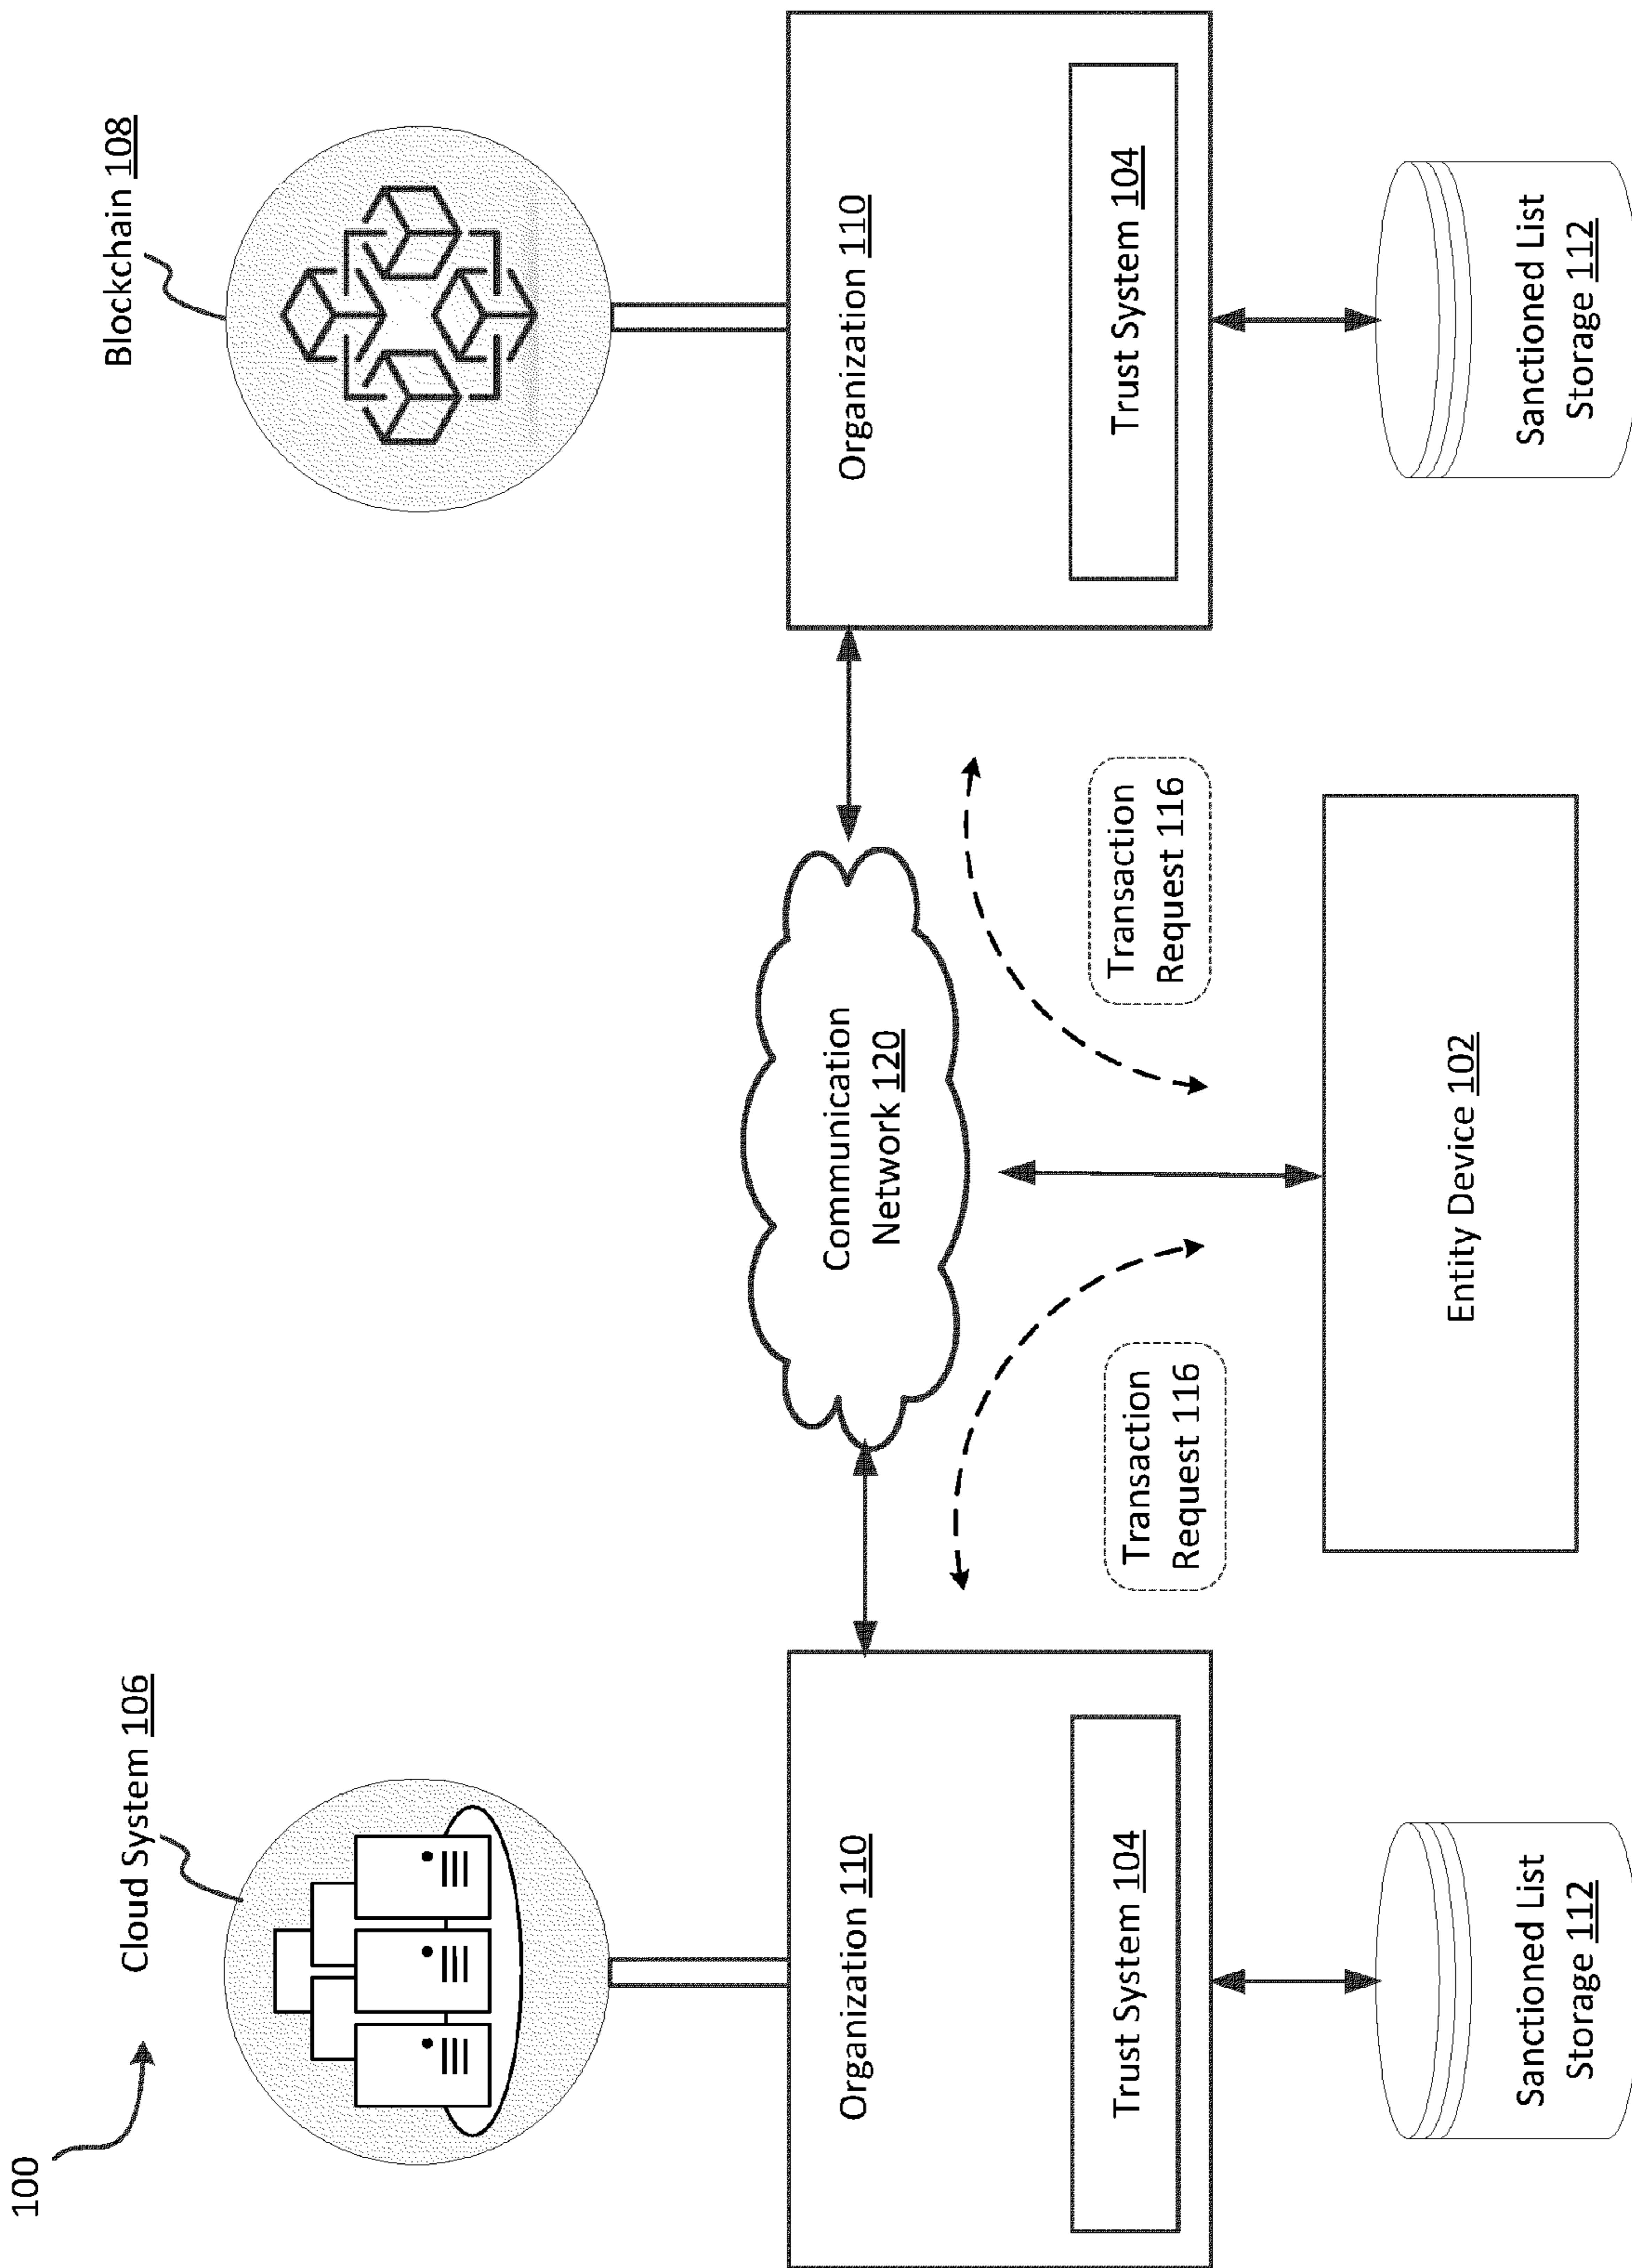 100
Cloud System 106
Blockchain 108
Organization 110
Trust System 104
Communication
Network 120
Organization 110
Trust System 104
Transaction
Request 116
Transaction
Request 116
Sanctioned List
Storage 112
Entity Device 102
Sanctioned List
Storage 112